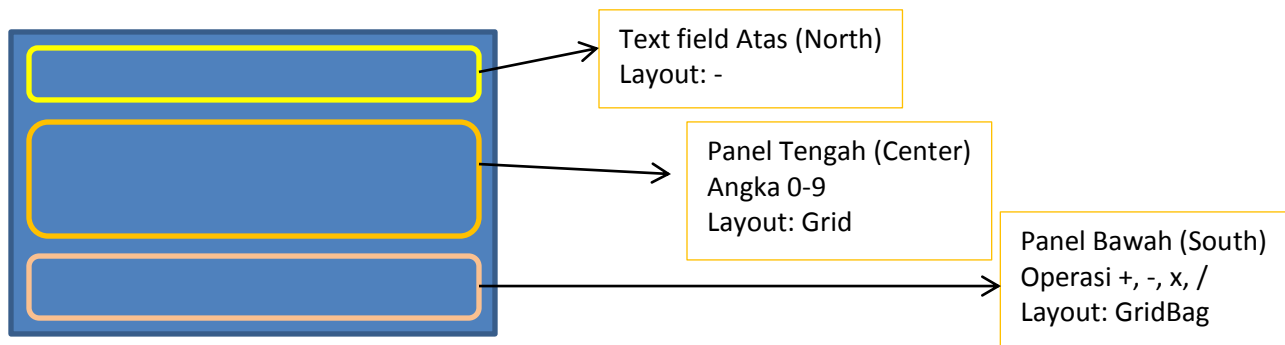 Text field Atas (North)
Layout: -
Panel Tengah (Center)
Angka 0-9
Layout: Grid
Panel Bawah (South)
Operasi +, -, x, /
Layout: GridBag